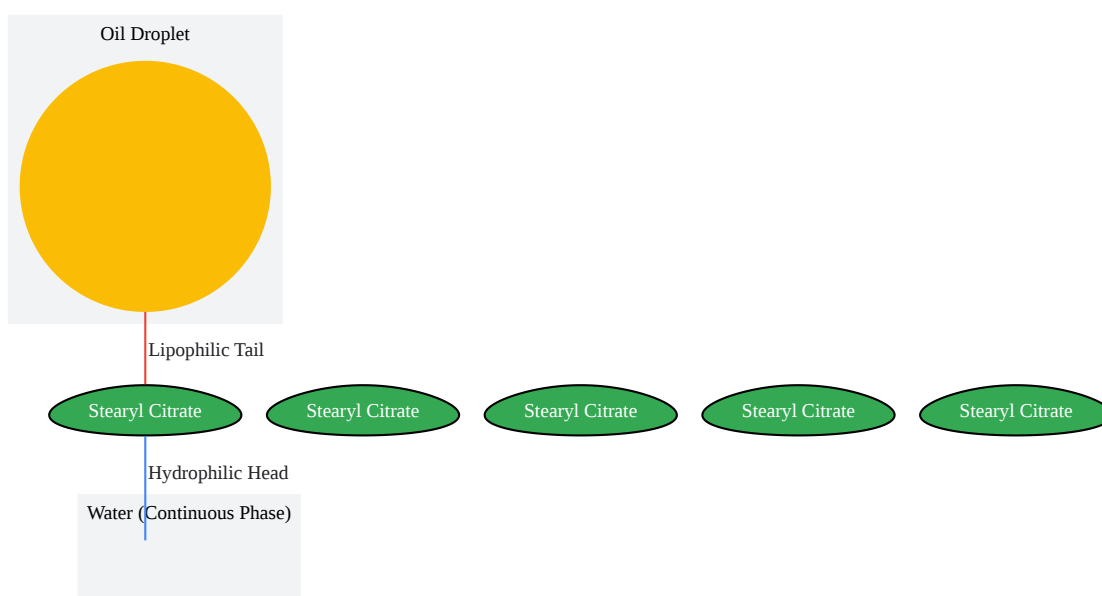 Oil Droplet
Lipophilic Tail
Stearyl Citrate
Stearyl Citrate
Stearyl Citrate
Stearyl Citrate
Stearyl Citrate
Hydrophilic Head
Water (Continuous Phase)